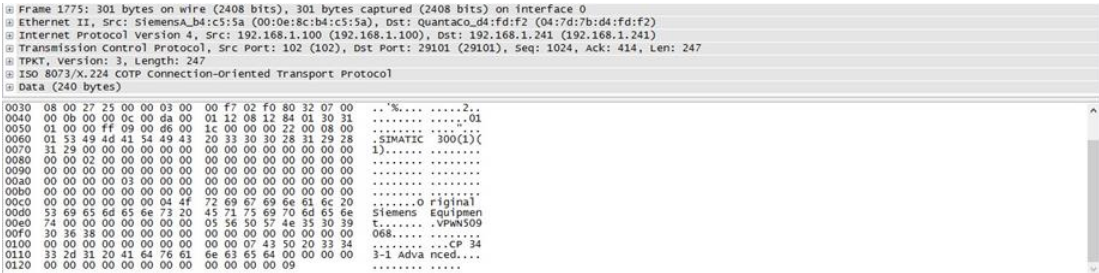 Frame 1775: 301 bytes on wire (2408 bits), 301 bytes captured (2408 bits) on interface 0
Ethernet II, Src: SiemensA_b4:c5:5a (00:0e:8c:b4:c5:5a), Dst: QuantaCo_d4:fd:f2 (04:7d:7b:d4:fd:f2)
Internet Protocol Version 4, Src: 192.168.1.100 (192.168.1.100), Dst: 192.168.1.241 (192.168.1.241)
Transmission Control Protocol, Src Port: 102 (102), Dst Port: 29101 (29101), Seq: 1024, Ack: 414, Len: 247
TPKT, Version: 3, Length: 247
ISO 8073/X.224 COTP Connection-Oriented Transport Protocol
Data (240 bytes)
0030 08 00 27 25 00 00 03 00 00 f7 02 f0 80 32 07 00 ..'%.... .....2..
0040 00 0b 00 00 0c 00 da 00 01 12 08 12 84 01 30 31 ........ ......01
0050 01 00 00 ff 09 00 d6 00 1c 00 00 00 22 00 08 00 ........ ...."...
0060 01 53 49 4d 41 54 49 43 20 33 30 30 28 31 29 28 .SIMATIC 300(1)(
0070 31 29 00 00 00 00 00 00 00 00 00 00 00 00 00 00 1)...... ........
0080 00 00 02 00 00 00 00 00 00 00 00 00 00 00 00 00 ........ ........
0090 00 00 00 00 00 00 00 00 00 00 00 00 00 00 00 00 ........ ........
00a0 00 00 00 00 03 00 00 00 00 00 00 00 00 00 00 00 ........ ........
00b0 00 00 00 00 00 00 00 00 00 00 00 00 00 00 00 00 ........ ........
00c0 00 00 00 00 00 00 04 4f 72 69 67 69 6e 61 6c 20 .......O riginal
00d0 53 69 65 6d 65 6e 73 20 45 71 75 69 70 6d 65 6e Siemens Equipmen
00e0 74 00 00 00 00 00 00 00 05 56 50 57 4e 35 30 39 t....... .VPWN509
00f0 30 36 38 00 00 00 00 00 00 00 00 00 00 00 00 00 068..... ........
0100 00 00 00 00 00 00 00 00 00 00 07 43 50 20 33 34 ........ ...CP 34
0110 33 2d 31 20 41 64 76 61 6e 63 65 64 00 00 00 00 3-1 Adva nced....
0120 00 00 00 00 00 00 00 00 00 00 00 00 09 ........ .....